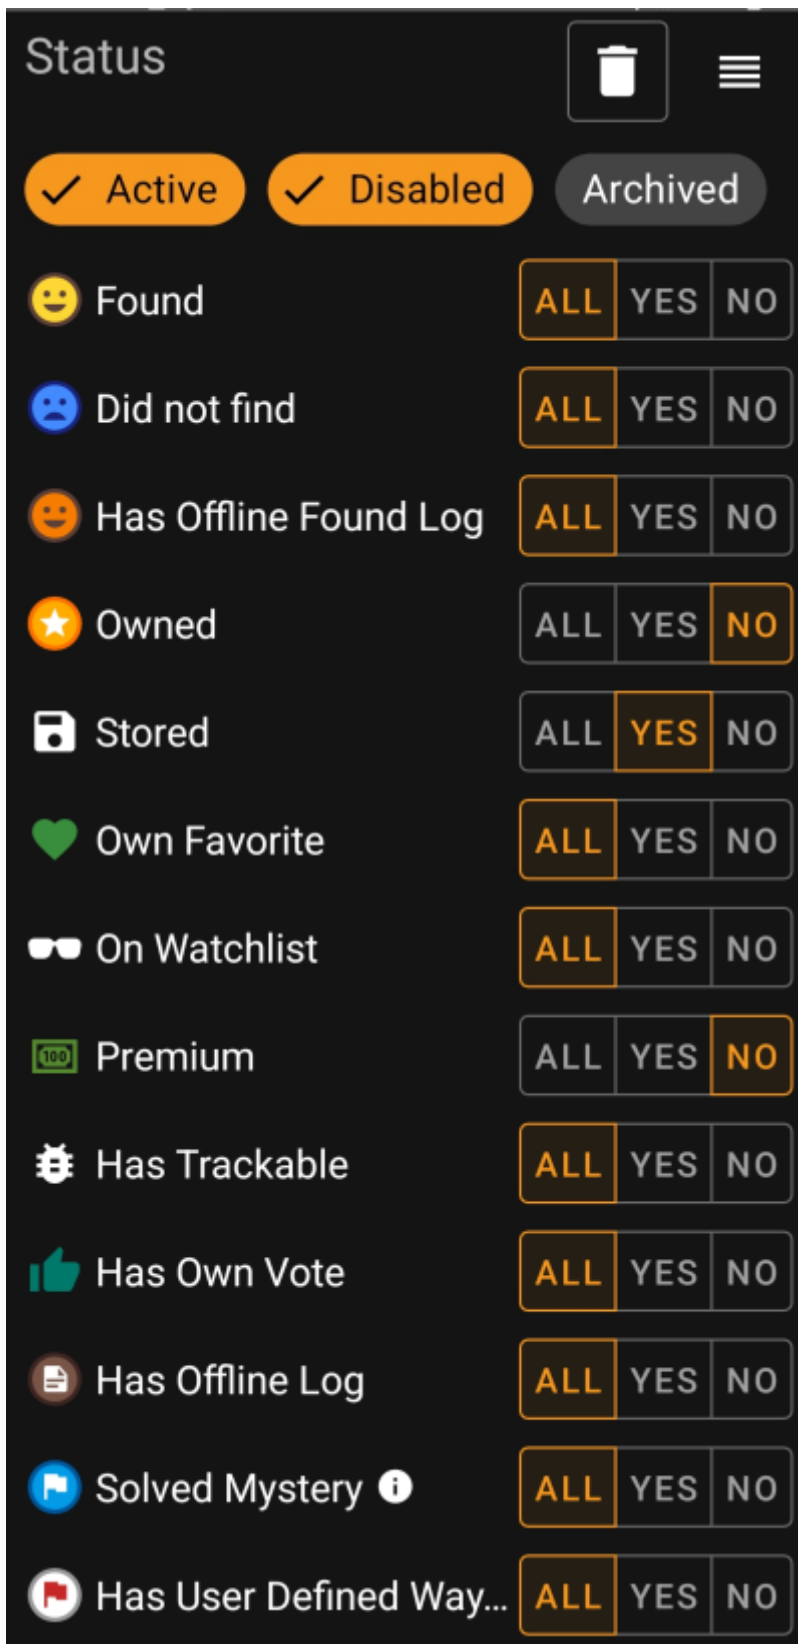 Status
Active Disabled Archived
Found ALL YES NO
Did not find ALL YES NO
Has Offline Found Log ALL YES NO
Owned ALL YES NO
Stored ALL YES NO
Own Favorite ALL YES NO
On Watchlist ALL YES NO
100 Premium ALL YES NO
Has Trackable ALL YES NO
Has Own Vote ALL YES NO
Has Offline Log ALL YES NO
Solved Mystery i ALL YES NO
Has User Defined Way... ALL YES NO